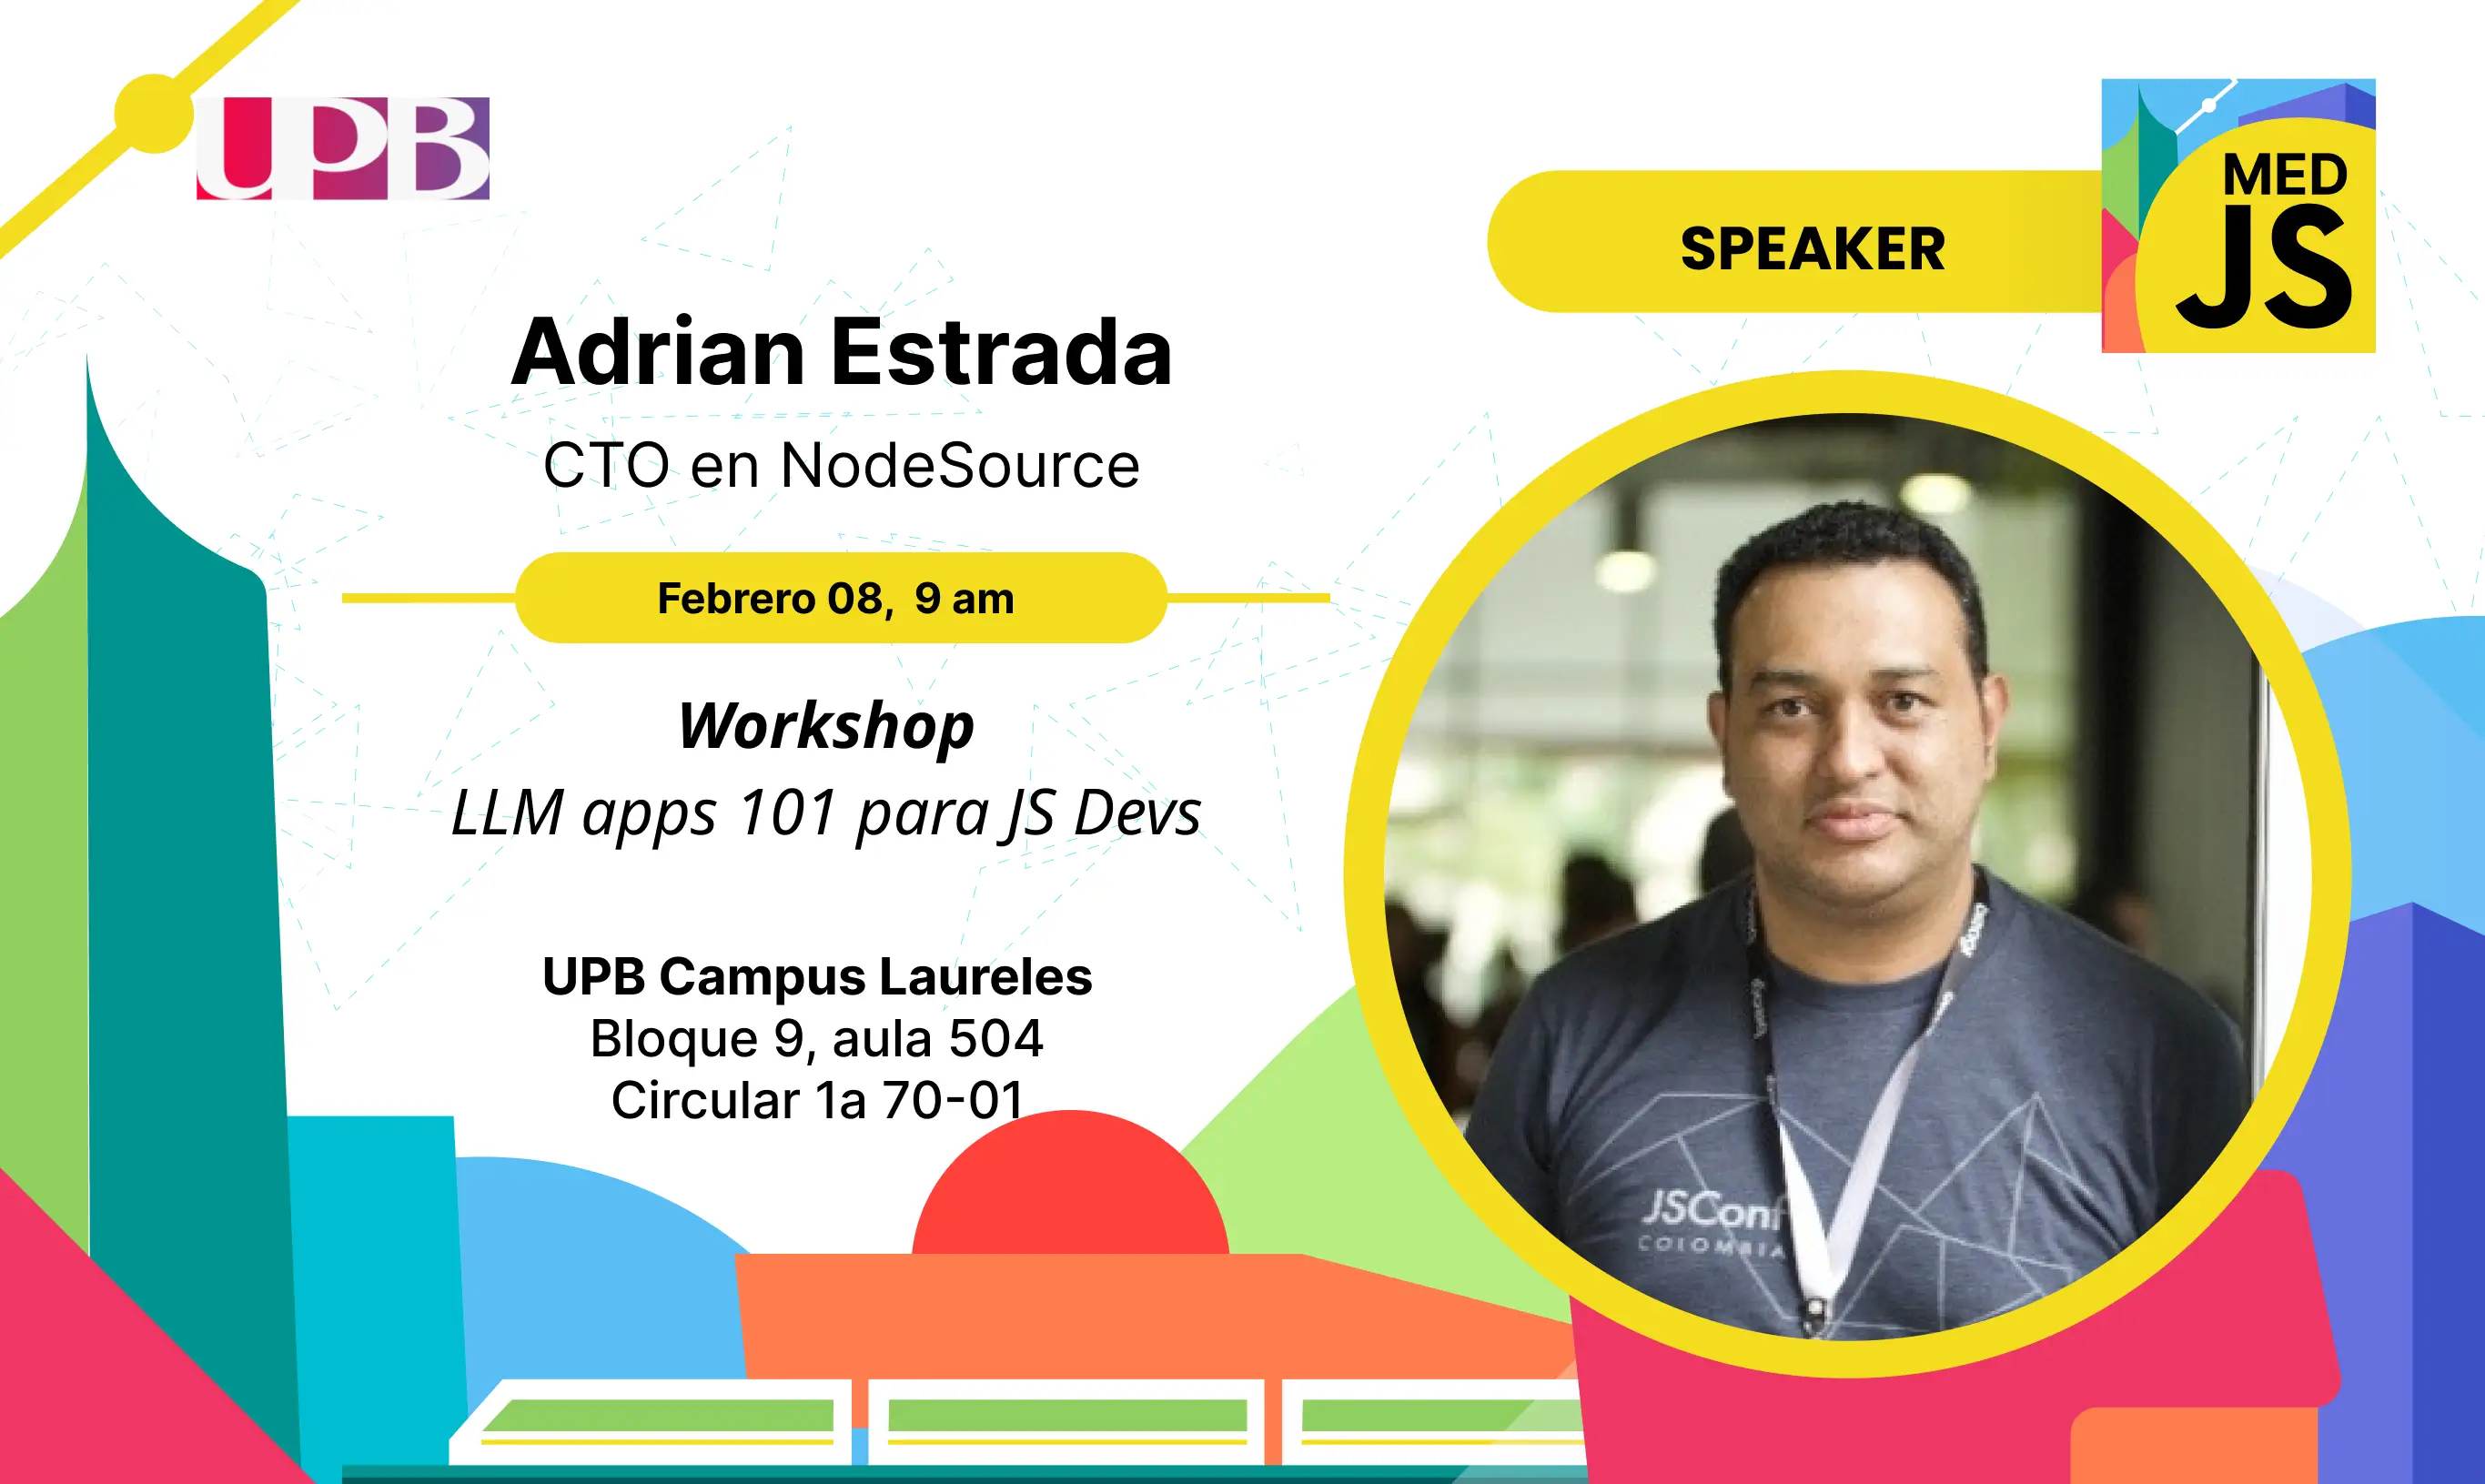 UPB
SPEAKER
MED
JS
Adrian Estrada
CTO en NodeSource
Febrero 08, 9 am
Workshop
LLM apps 101 para JS Devs
UPB Campus Laureles
Bloque 9, aula 504
Circular 1a 70-01
JSConf
COLOMBIA